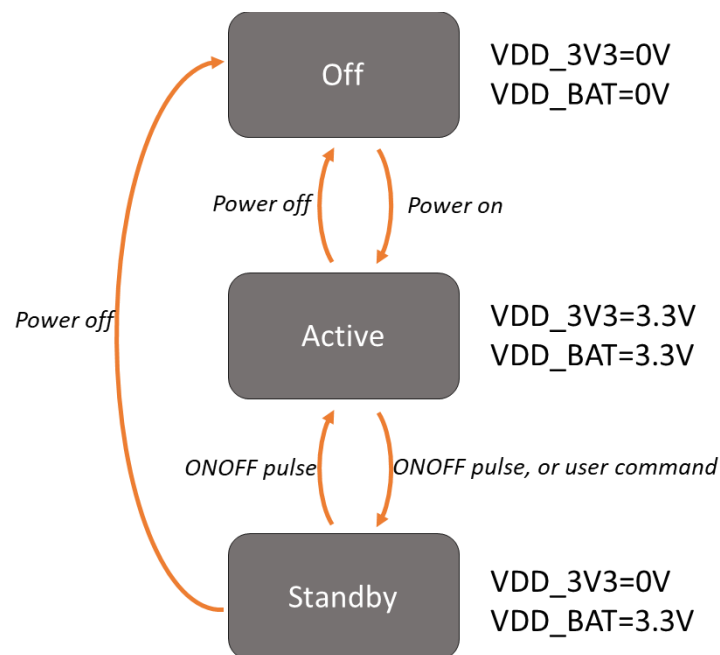 Off
VDD_3V3=0V
VDD_BAT=0V
Power off
Power on
Power off
Active
VDD_3V3=3.3V
VDD_BAT=3.3V
ONOFF pulse
ONOFF pulse, or user command
Standby
VDD_3V3=0V
VDD_BAT=3.3V